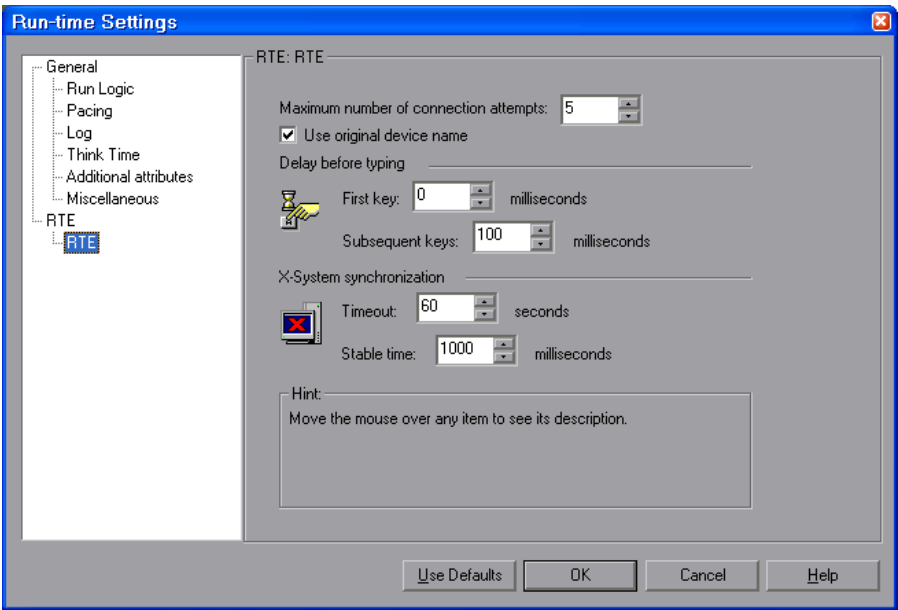 Run-time Settings
General
Run Logic
Pacing
Log
Think Time
Additional attributes
Miscellaneous
RTE
RTE
RTE: RTE
Maximum number of connection attempts: 5
Use original device name
Delay before typing
First key: 0 milliseconds
Subsequent keys: 100 milliseconds
X-System synchronization
Timeout: 60 seconds
Stable time: 1000 milliseconds
Hint:
Move the mouse over any item to see its description.
Use Defaults OK Cancel Help